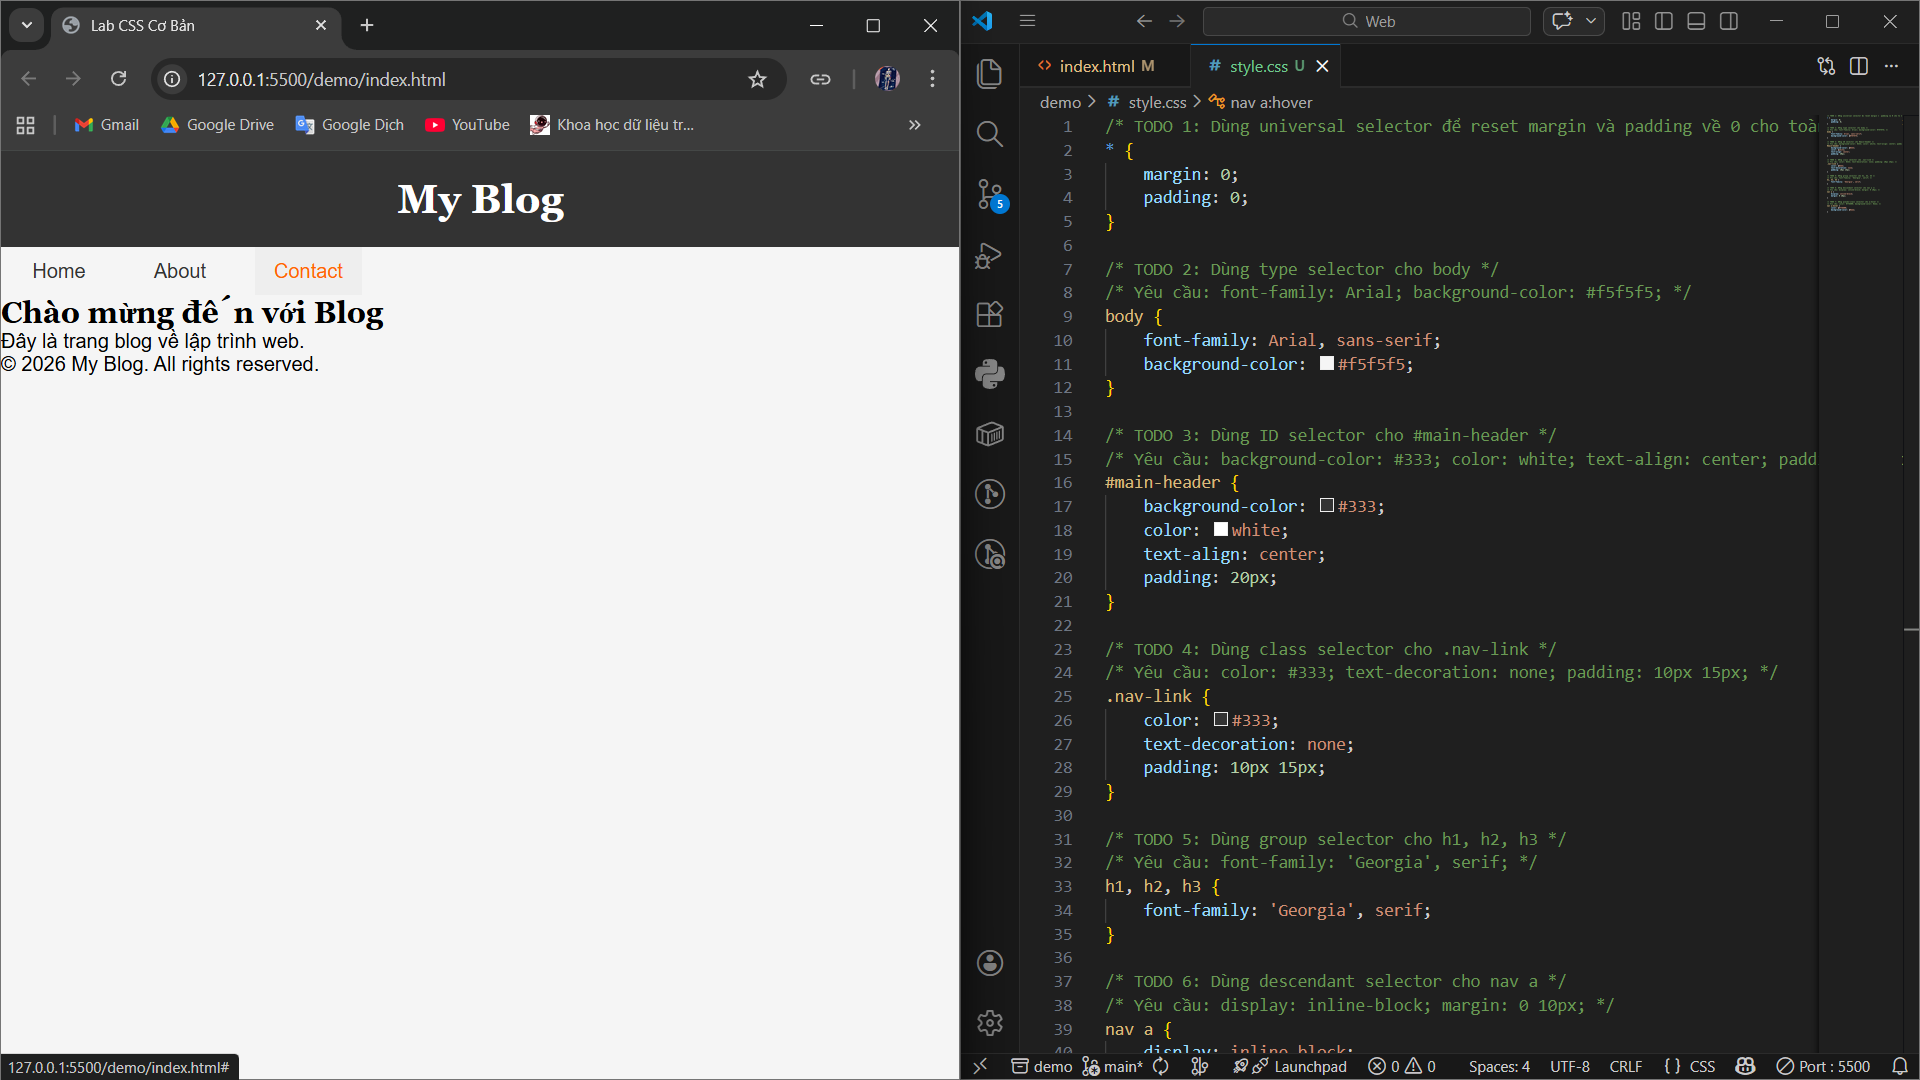 Lab CSS Cơ Bản
127.0.0.1:5500/demo/index.html
Gmail
Google Drive
Google Dịch
YouTube
Khoa học dữ liệu tr...
My Blog
Home About Contact
Chào mừng đến với Blog
Đây là trang blog về lập trình web.
© 2026 My Blog. All rights reserved.
127.0.0.1:5500/demo/index.html#
Web
index.html M
# style.css U
demo > # style.css > nav a:hover
5
1 /* TODO 1: Dùng universal selector để reset margin và padding về 0 cho toà
2 * {
3 margin: 0;
4 padding: 0;
5 }
6
7 /* TODO 2: Dùng type selector cho body */
8 /* Yêu cầu: font-family: Arial; background-color: #f5f5f5; */
9 body {
10 font-family: Arial, sans-serif;
11 background-color: #f5f5f5;
12 }
13
14 /* TODO 3: Dùng ID selector cho #main-header */
15 /* Yêu cầu: background-color: #333; color: white; text-align: center; padd
16 #main-header {
17 background-color: #333;
18 color: white;
19 text-align: center;
20 padding: 20px;
21 }
22
23 /* TODO 4: Dùng class selector cho .nav-link */
24 /* Yêu cầu: color: #333; text-decoration: none; padding: 10px 15px; */
25 .nav-link {
26 color: #333;
27 text-decoration: none;
28 padding: 10px 15px;
29 }
30
31 /* TODO 5: Dùng group selector cho h1, h2, h3 */
32 /* Yêu cầu: font-family: 'Georgia', serif; */
33 h1, h2, h3 {
34 font-family: 'Georgia', serif;
35 }
36
37 /* TODO 6: Dùng descendant selector cho nav a */
38 /* Yêu cầu: display: inline-block; margin: 0 10px; */
39 nav a {
40 display: inline-block;
demo main* Launchpad 0 0 Spaces: 4 UTF-8 CRLF { } CSS Port : 5500